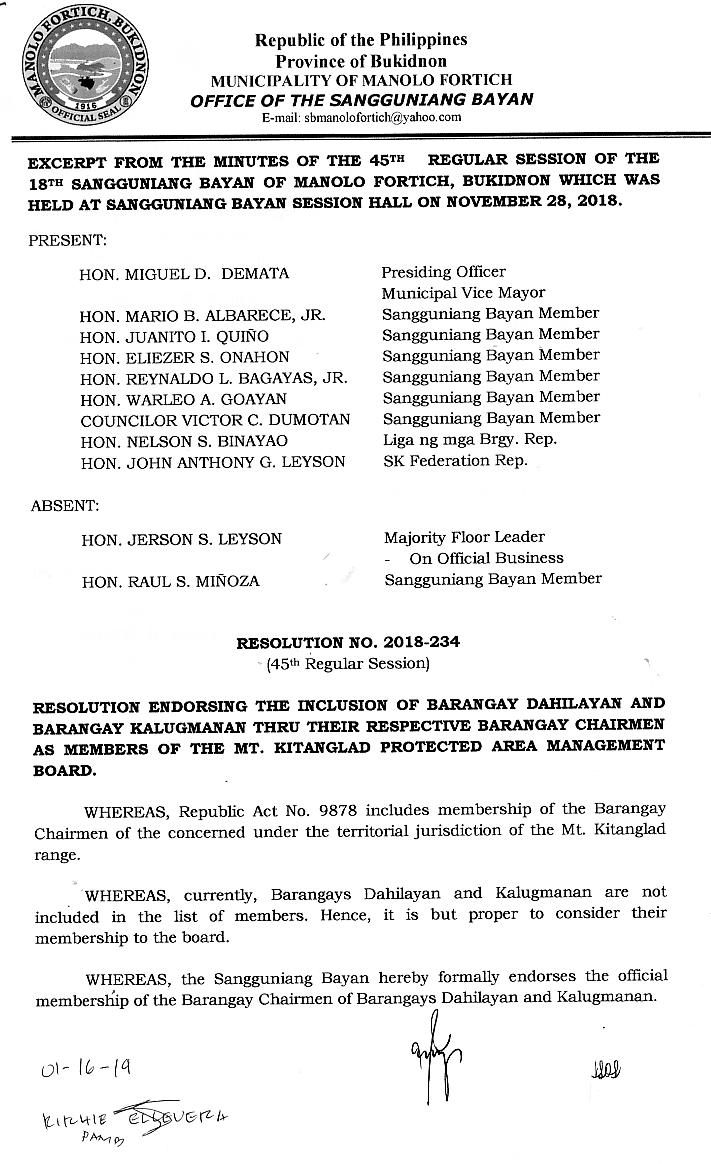 MANOLO FORTICH, BUKIDNON
1916
OFFICIAL SEAL
Republic of the Philippines
Province of Bukidnon
MUNICIPALITY OF MANOLO FORTICH
OFFICE OF THE SANGGUNIANG BAYAN
E-mail: sbmanolofortich@yahoo.com
EXCERPT FROM THE MINUTES OF THE 45TH REGULAR SESSION OF THE
18TH SANGGUNIANG BAYAN OF MANOLO FORTICH, BUKIDNON WHICH WAS
HELD AT SANGGUNIANG BAYAN SESSION HALL ON NOVEMBER 28, 2018.
PRESENT:
HON. MIGUEL D. DEMATA Presiding Officer
Municipal Vice Mayor
HON. MARIO B. ALBARECE, JR. Sangguniang Bayan Member
HON. JUANITO I. QUIÑO Sangguniang Bayan Member
HON. ELIEZER S. ONAHON Sangguniang Bayan Member
HON. REYNALDO L. BAGAYAS, JR. Sangguniang Bayan Member
HON. WARLEO A. GOAYAN Sangguniang Bayan Member
COUNCILOR VICTOR C. DUMOTAN Sangguniang Bayan Member
HON. NELSON S. BINAYAO Liga ng mga Brgy. Rep.
HON. JOHN ANTHONY G. LEYSON SK Federation Rep.
ABSENT:
HON. JERSON S. LEYSON Majority Floor Leader
- On Official Business
HON. RAUL S. MIÑOZA Sangguniang Bayan Member
RESOLUTION NO. 2018-234
(45th Regular Session)
RESOLUTION ENDORSING THE INCLUSION OF BARANGAY DAHILAYAN AND
BARANGAY KALUGMANAN THRU THEIR RESPECTIVE BARANGAY CHAIRMEN
AS MEMBERS OF THE MT. KITANGLAD PROTECTED AREA MANAGEMENT
BOARD.
WHEREAS, Republic Act No. 9878 includes membership of the Barangay
Chairmen of the concerned under the territorial jurisdiction of the Mt. Kitanglad
range.
WHEREAS, currently, Barangays Dahilayan and Kalugmanan are not
included in the list of members. Hence, it is but proper to consider their
membership to the board.
WHEREAS, the Sangguniang Bayan hereby formally endorses the official
membership of the Barangay Chairmen of Barangays Dahilayan and Kalugmanan.
01-16-19